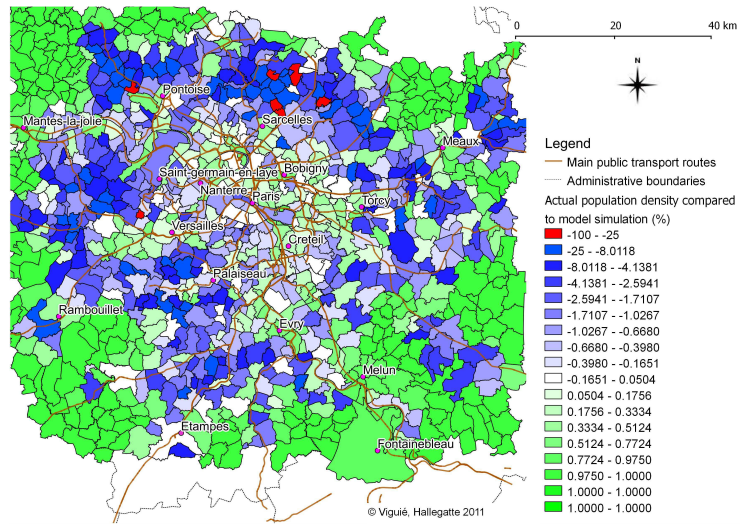 0 20 40 km
N
Pontoise
Mantes-la-jolie
Sarcelles
Meaux
Saint-germain-en-laye
Bobigny
Nanterre
Paris
Torcy
Versailles
Creteil
Palaiseau
Rambouillet
Evry
Melun
Etampes
Fontainebleau
© Viguié, Hallegatte 2011
Legend
Main public transport routes
Administrative boundaries
Actual population density compared
to model simulation (%)
-100 - -25
-25 - -8.0118
-8.0118 - -4.1381
-4.1381 - -2.5941
-2.5941 - -1.7107
-1.7107 - -1.0267
-1.0267 - -0.6680
-0.6680 - -0.3980
-0.3980 - -0.1651
-0.1651 - 0.0504
0.0504 - 0.1756
0.1756 - 0.3334
0.3334 - 0.5124
0.5124 - 0.7724
0.7724 - 0.9750
0.9750 - 1.0000
1.0000 - 1.0000
1.0000 - 1.0000